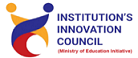 INSTITUTION'S
INNOVATION
COUNCIL
(Ministry of Education Initiative)